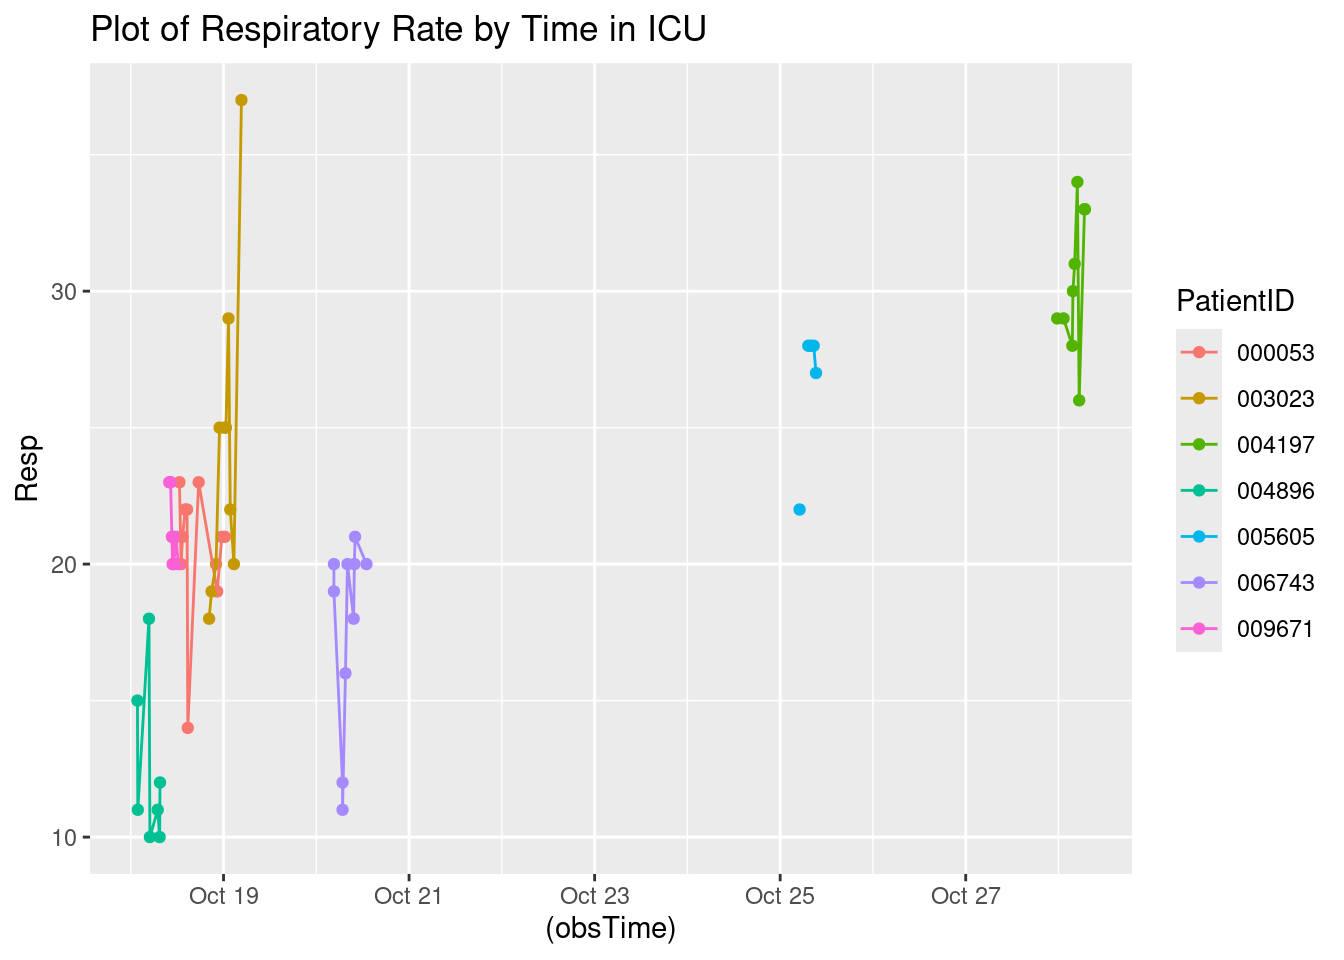 Plot of Respiratory Rate by Time in ICU
Resp
30
20
10
Oct 19
Oct 21
Oct 23
Oct 25
Oct 27
(obsTime)
PatientID
000053
003023
004197
004896
005605
006743
009671